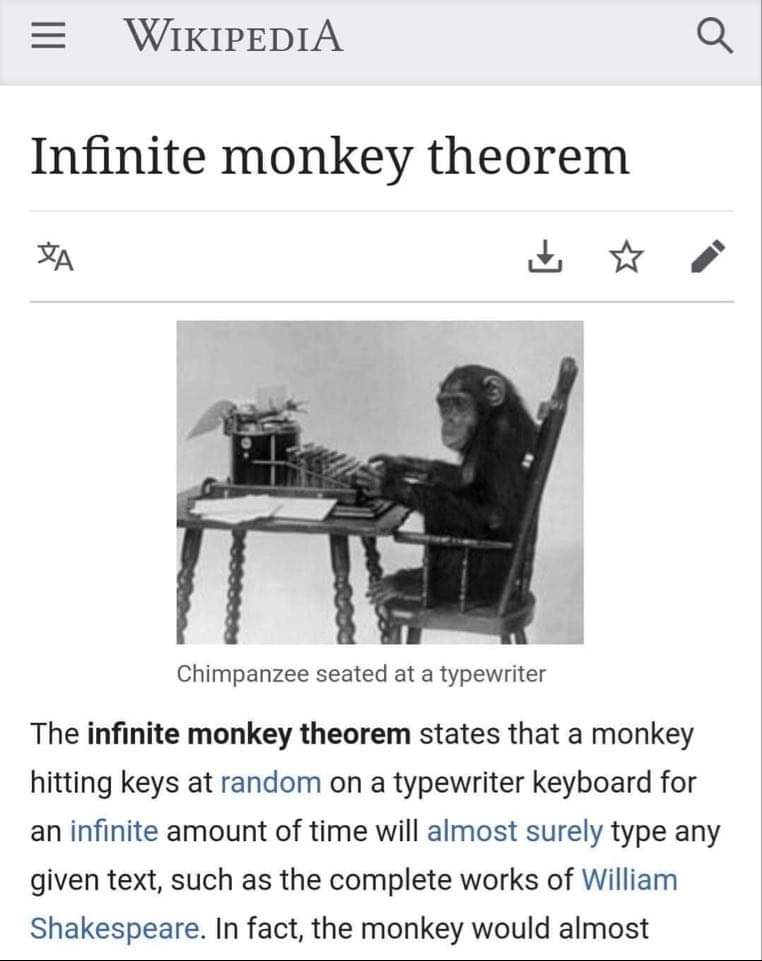 WIKIPEDIA
Infinite monkey theorem
文A
Chimpanzee seated at a typewriter
The infinite monkey theorem states that a monkey
hitting keys at random on a typewriter keyboard for
an infinite amount of time will almost surely type any
given text, such as the complete works of William
Shakespeare. In fact, the monkey would almost